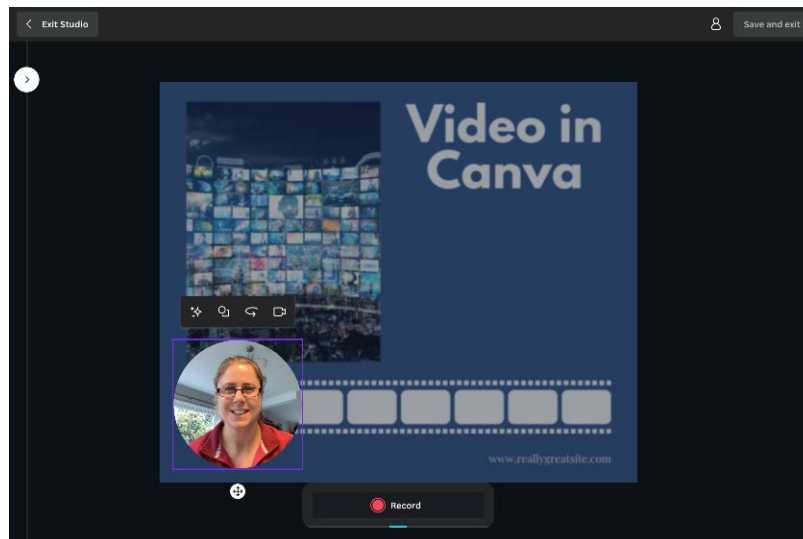 Exit Studio
Save and exit
Video in
Canva
www.reallygreatsite.com
Record